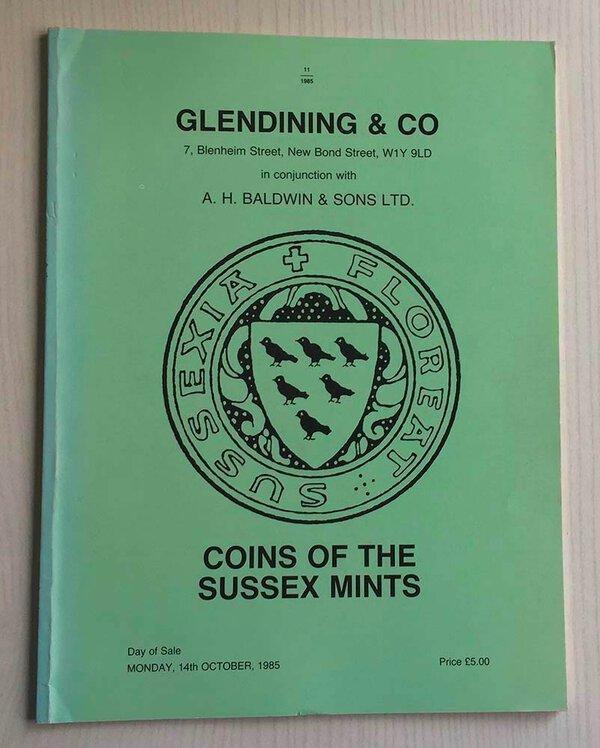 11
1985
GLENDINING & CO
7, Blenheim Street, New Bond Street, W1Y 9LD
in conjunction with
A. H. BALDWIN & SONS LTD.
+ FLOREAT SUSSEXIA
COINS OF THE
SUSSEX MINTS
Day of Sale
MONDAY, 14th OCTOBER, 1985
Price £5.00